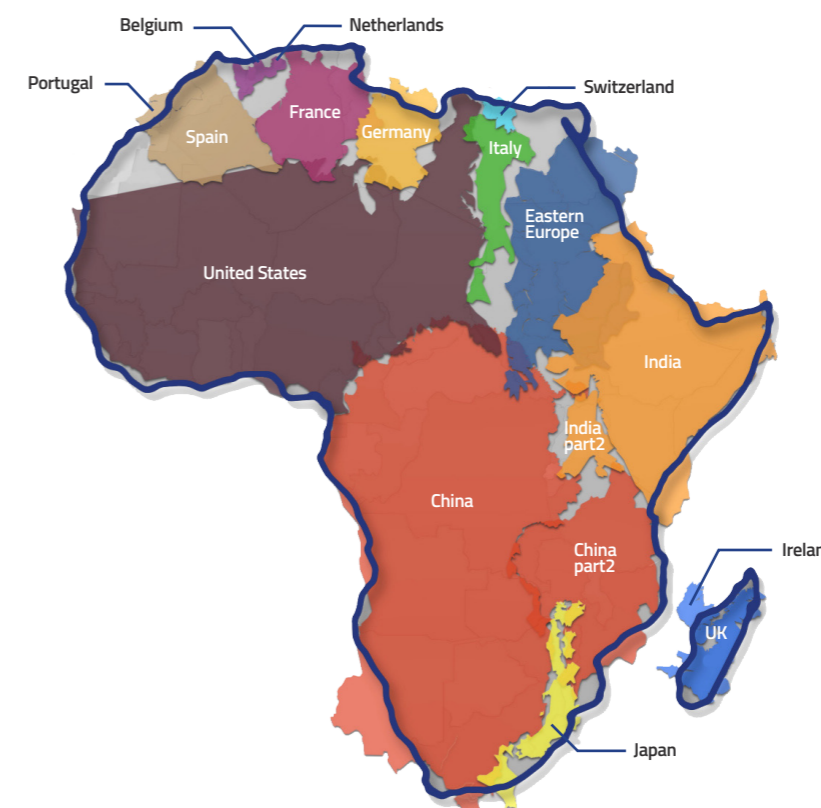 Belgium
Netherlands
Portugal
Switzerland
France
Germany
Spain
Italy
Eastern
Europe
United States
India
India
part2
China
China
part2
Irelar
UK
Japan